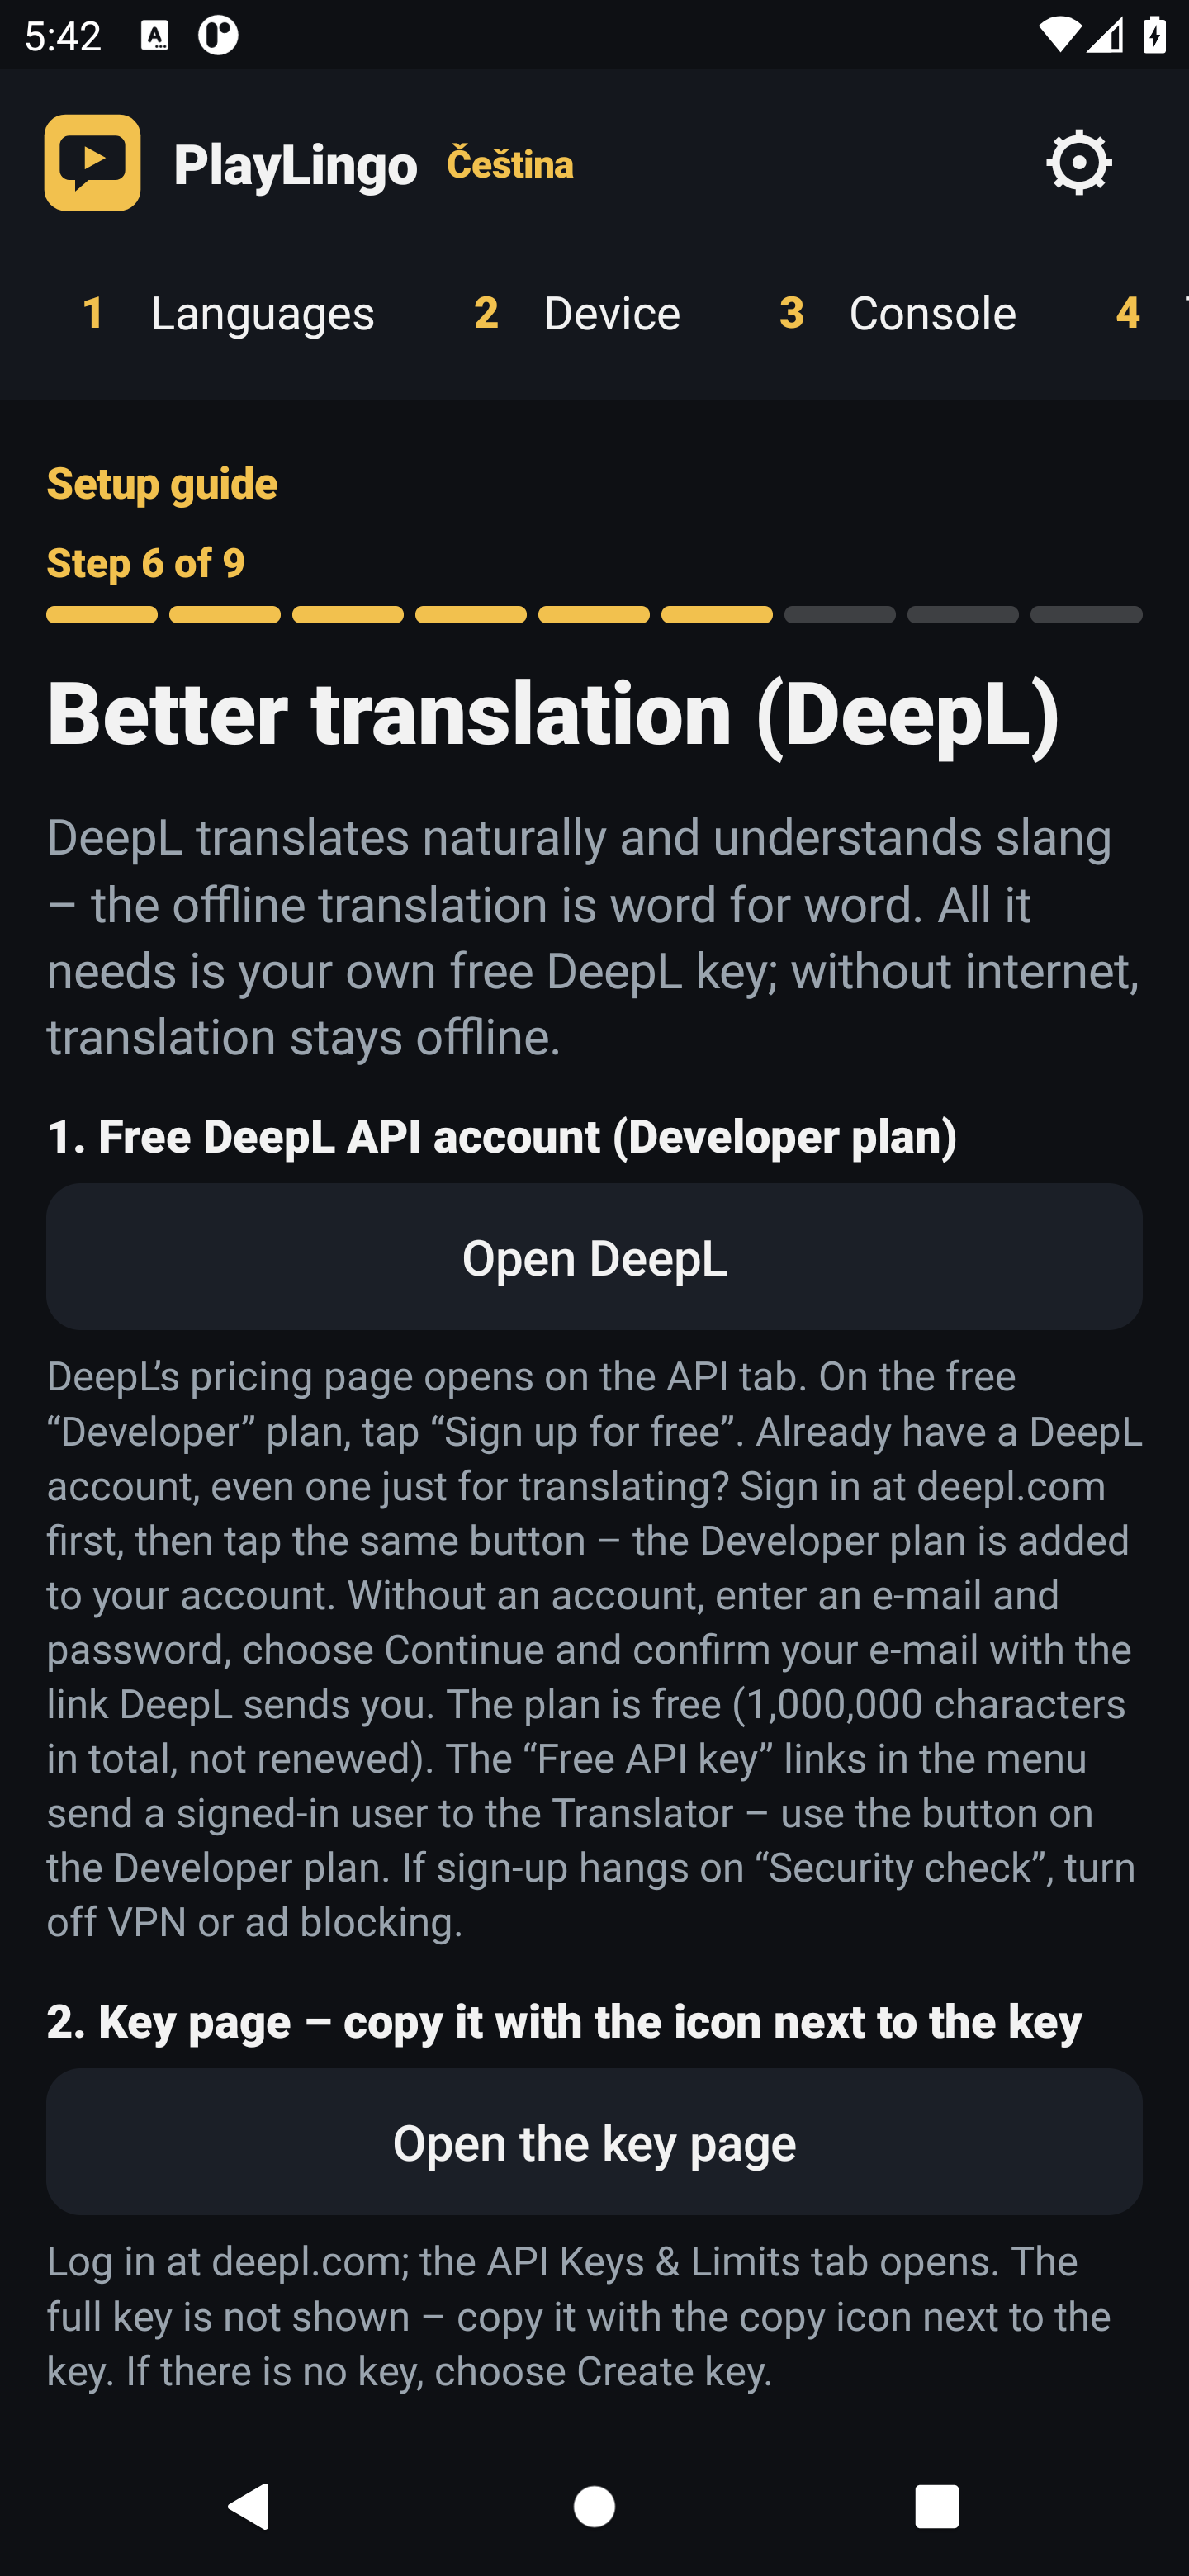 5:42
PlayLingo Čeština
1 Languages 2 Device 3 Console 4
Setup guide
Step 6 of 9
Better translation (DeepL)
DeepL translates naturally and understands slang
– the offline translation is word for word. All it
needs is your own free DeepL key; without internet,
translation stays offline.
1. Free DeepL API account (Developer plan)
Open DeepL
DeepL’s pricing page opens on the API tab. On the free
“Developer” plan, tap “Sign up for free”. Already have a DeepL
account, even one just for translating? Sign in at deepl.com
first, then tap the same button – the Developer plan is added
to your account. Without an account, enter an e-mail and
password, choose Continue and confirm your e-mail with the
link DeepL sends you. The plan is free (1,000,000 characters
in total, not renewed). The “Free API key” links in the menu
send a signed-in user to the Translator – use the button on
the Developer plan. If sign-up hangs on “Security check”, turn
off VPN or ad blocking.
2. Key page – copy it with the icon next to the key
Open the key page
Log in at deepl.com; the API Keys & Limits tab opens. The
full key is not shown – copy it with the copy icon next to the
key. If there is no key, choose Create key.